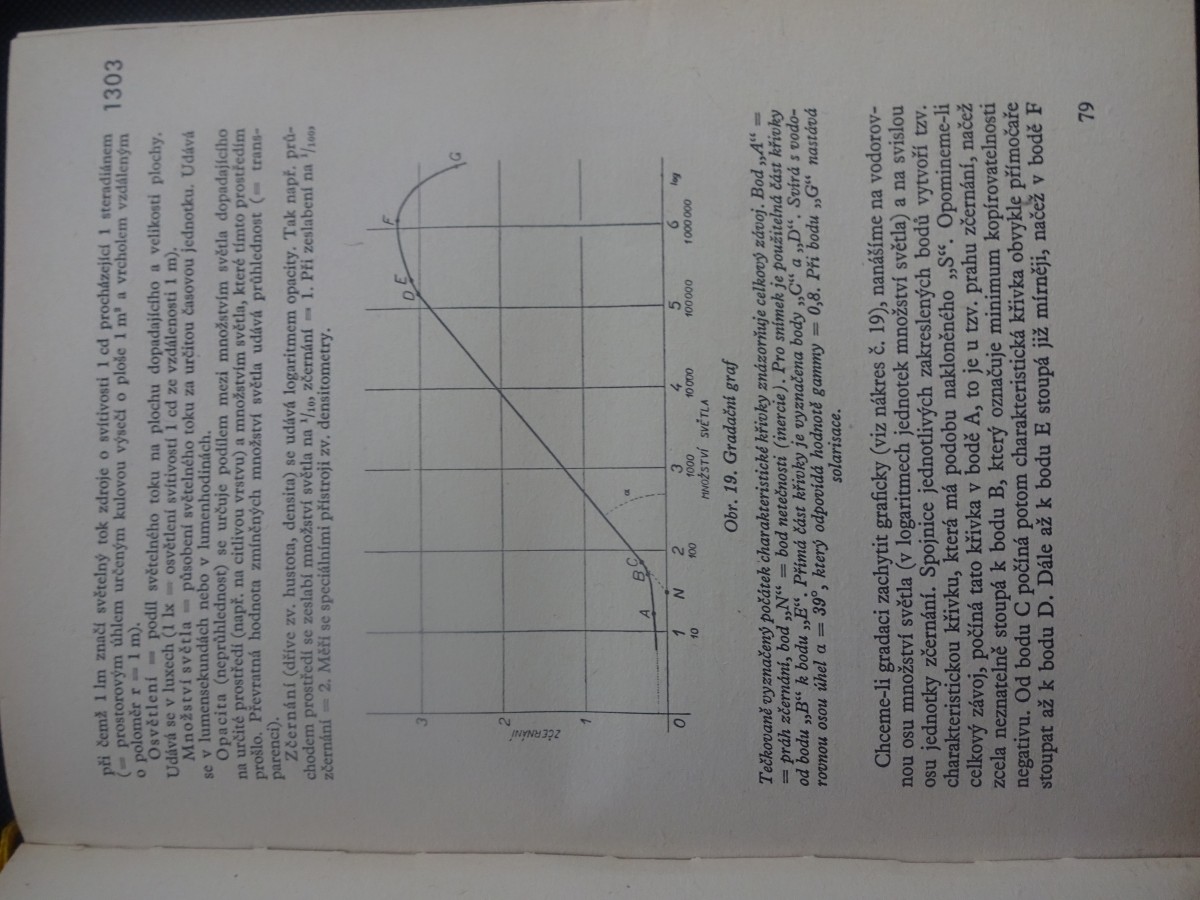 při čemž 1 lm značí světelný tok zdroje o svítivosti 1 cd procházející 1 steradiánem
(= prostorovým úhlem určeným kulovou výsečí o ploše 1 m² a vrcholem vzdáleným
o poloměr r = 1 m).
1303
Osvětlení = podíl světelného toku na plochu dopadajícího a velikosti plochy.
Udává se v luxech (1 lx = osvětlení svítivostí 1 cd ze vzdálenosti 1 m).
Množství světla = působení světelného toku za určitou časovou jednotku. Udává
se v lumensekundách nebo v lumenhodinách.
Opacita (neprůhlednost) se určuje podílem mezi množstvím světla dopadajícího
na určité prostředí (např. na citlivou vrstvu) a množstvím světla, které tímto prostředím
prošlo. Převratná hodnota zmíněných množství světla udává průhlednost (= trans-
parenci).
Zčernání (dříve zv. hustota, densita) se udává logaritmem opacity. Tak např. prů-
chodem prostředí se zeslabí množství světla na ¹/₁₀, zčernání = 1. Při zeslabení na ¹/₁₀₀,
zčernání = 2. Měří se speciálními přístroji zv. densitometry.
ZČERNÁNÍ
3
2
1
0
A
B
C
D
E
F
G
N
α
1 2 3 4 5 6 log
10 100 1000 10000 100000 1000000
MNOŽSTVÍ SVĚTLA
Obr. 19. Gradační graf
Tečkovaně vyznačený počátek charakteristické křivky znázorňuje celkový závoj. Bod „A“ =
= práh zčernání, bod „N“ = bod netečnosti (inercie). Pro snímek je použitelná část křivky
od bodu „B“ k bodu „E“. Přímá část křivky je vyznačena body „C“ a „D“. Svírá s vodo-
rovnou osou úhel α = 39°, který odpovídá hodnotě gammy = 0,8. Při bodu „G“ nastává
solarisace.
Chceme-li gradaci zachytit graficky (viz nákres č. 19), nanášíme na vodorov-
nou osu množství světla (v logaritmech jednotek množství světla) a na svislou
osu jednotky zčernání. Spojnice jednotlivých zakreslených bodů vytvoří tzv.
charakteristickou křivku, která má podobu nakloněného „S“. Opomineme-li
celkový závoj, počíná tato křivka v bodě A, to je u tzv. prahu zčernání, načež
zcela neznatelně stoupá k bodu B, který označuje minimum kopírovatelnosti
negativu. Od bodu C počíná potom charakteristická křivka obvykle přímočaře
stoupat až k bodu D. Dále až k bodu E stoupá již mírněji, načež v bodě F
79